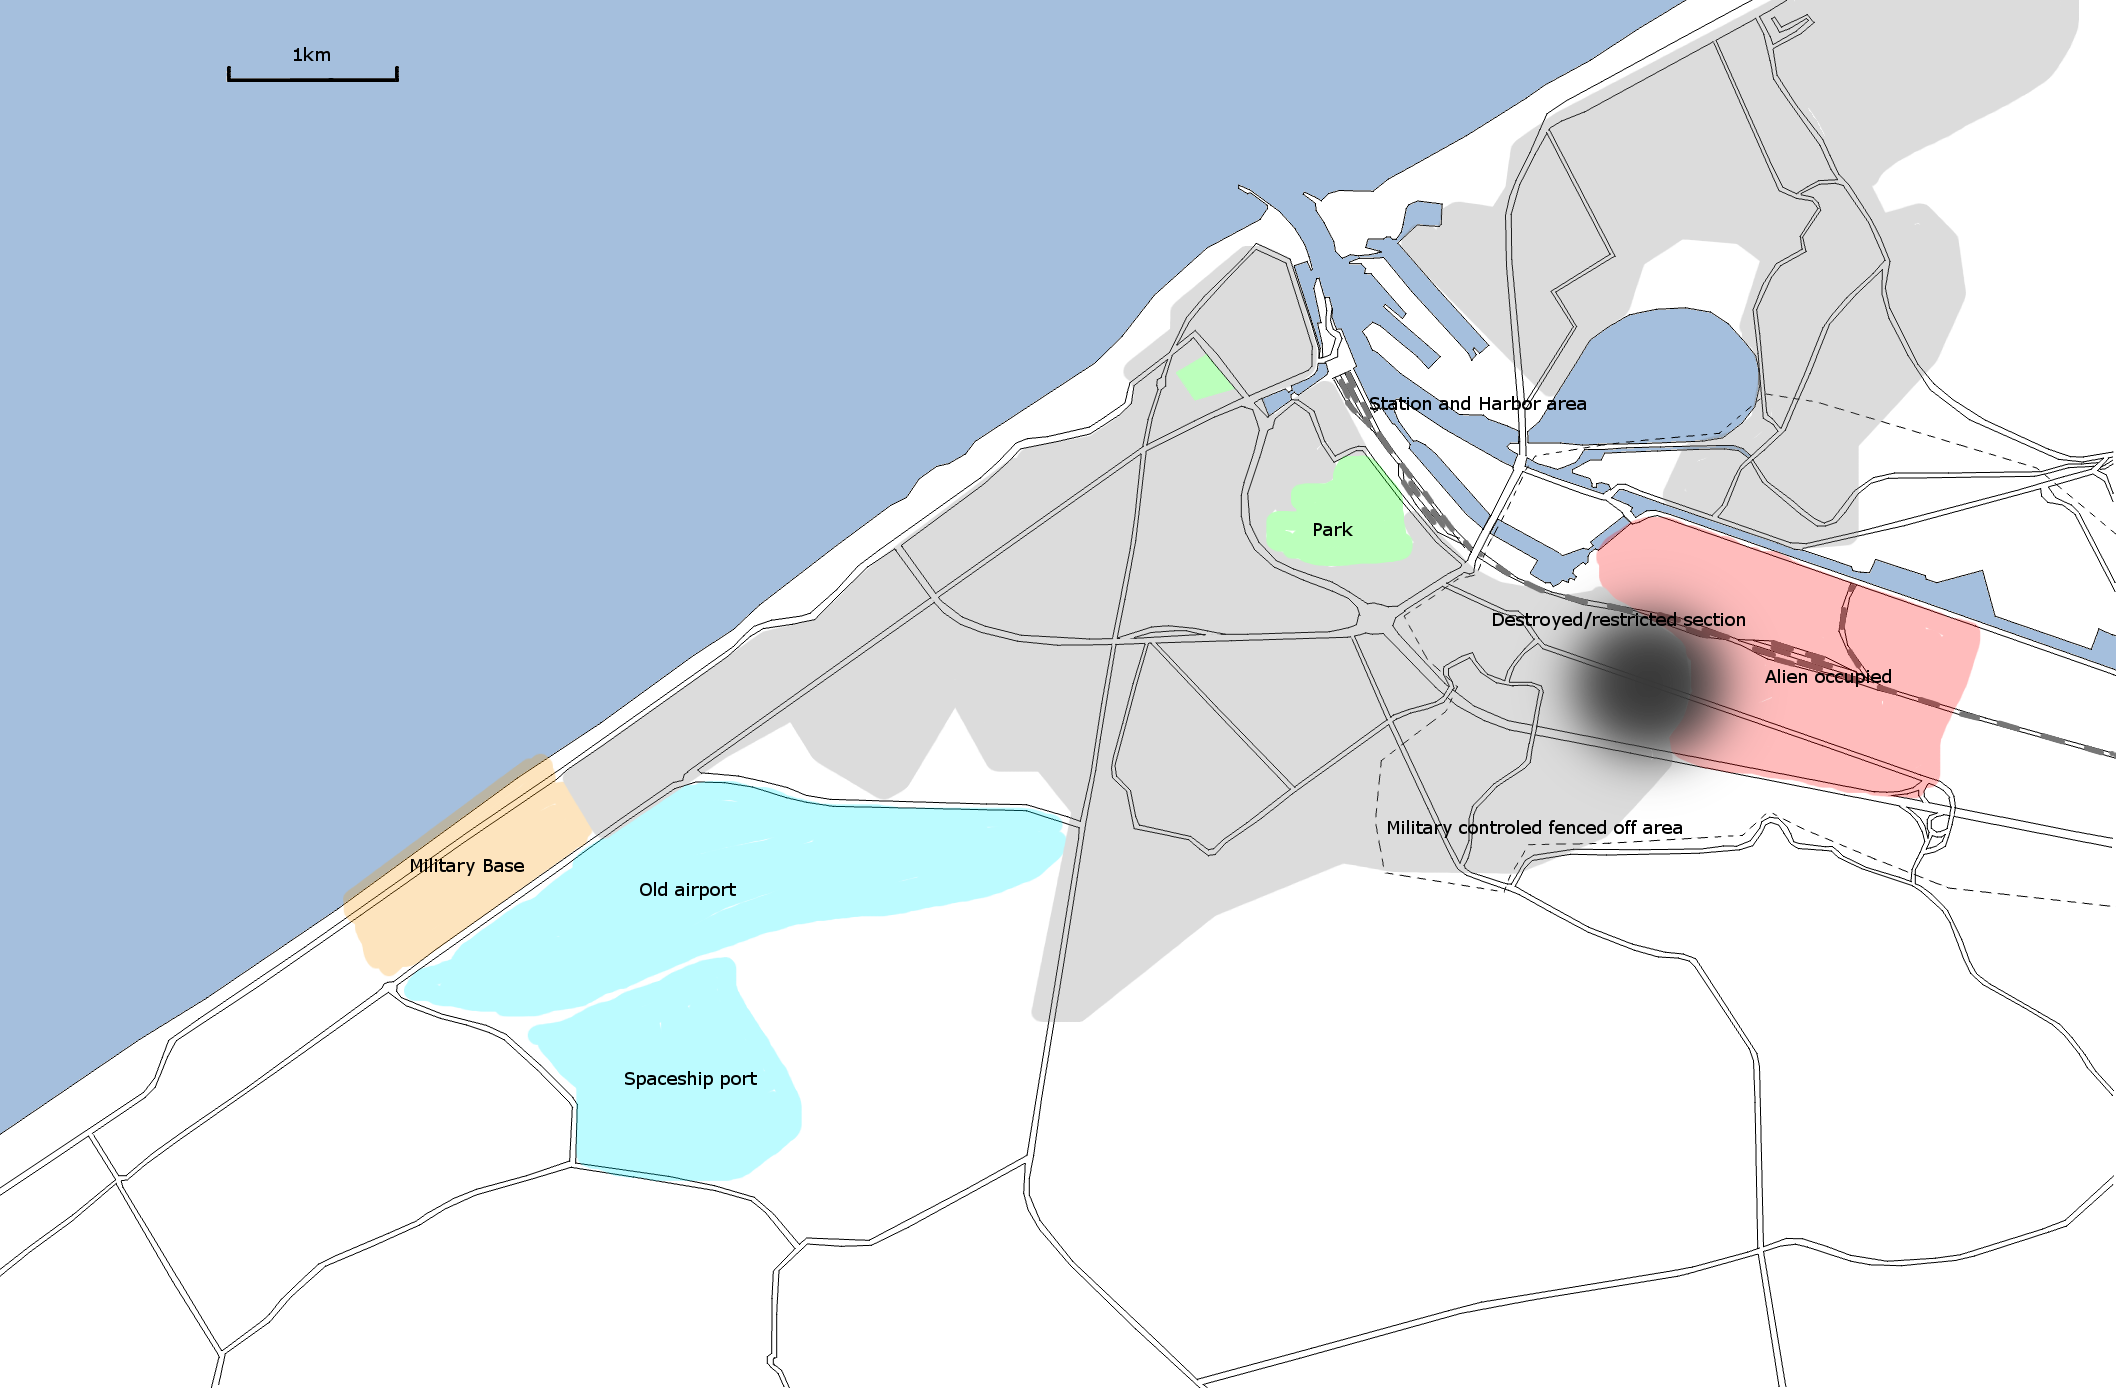 1km
Station and Harbor area
Park
Destroyed/restricted section
Alien occupied
Military controled fenced off area
Military Base
Old airport
Spaceship port